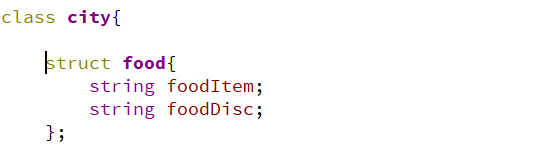 class city{
struct food{
string foodItem;
string foodDisc;
};